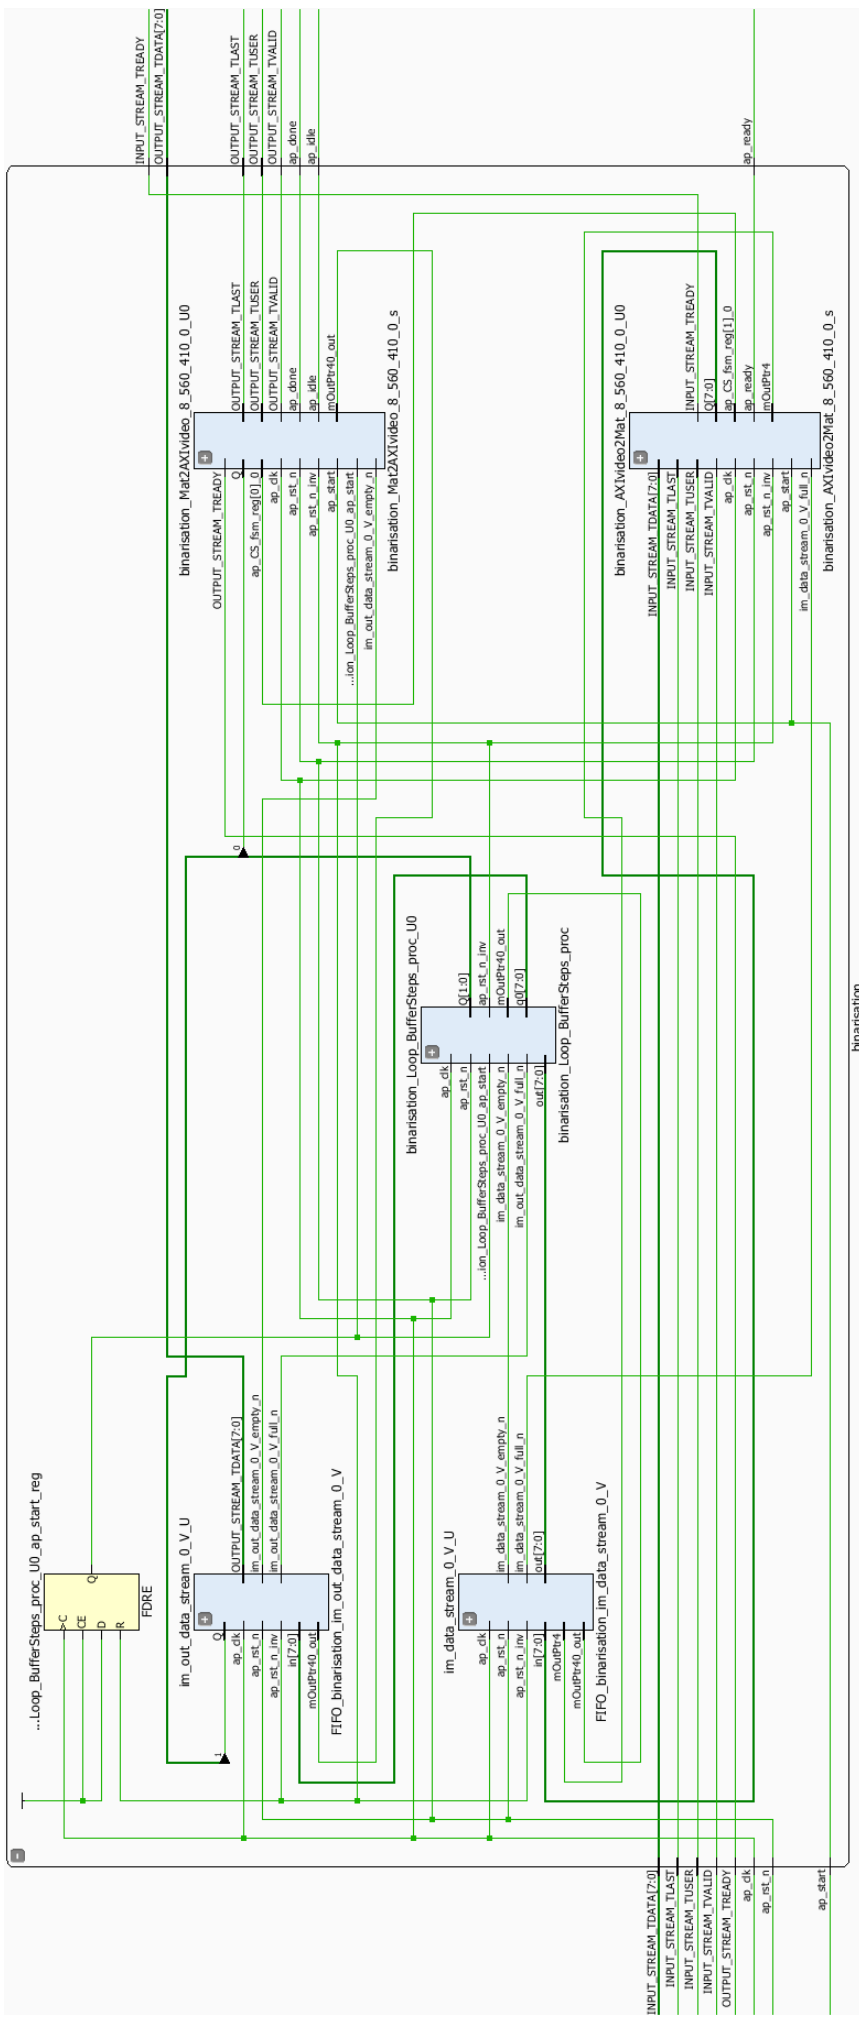 INPUT_STREAM_TREADY
OUTPUT_STREAM_TDATA[7:0]
OUTPUT_STREAM_TLAST
OUTPUT_STREAM_TUSER
OUTPUT_STREAM_TVALID
ap_done
ap_idle
ap_ready
binarisation_Mat2AXIvideo_8_560_410_0_U0
OUTPUT_STREAM_TREADY
Q
ap_CS_fsm_reg[0]_0
ap_clk
ap_rst_n
ap_rst_n_inv
ap_start
...ion_Loop_BufferSteps_proc_U0_ap_start
im_out_data_stream_0_V_empty_n
OUTPUT_STREAM_TLAST
OUTPUT_STREAM_TUSER
OUTPUT_STREAM_TVALID
ap_done
ap_idle
mOutPtr40_out
binarisation_Mat2AXIvideo_8_560_410_0_s
binarisation_AXIvideo2Mat_8_560_410_0_U0
INPUT_STREAM_TDATA[7:0]
INPUT_STREAM_TLAST
INPUT_STREAM_TUSER
INPUT_STREAM_TVALID
ap_clk
ap_rst_n
ap_rst_n_inv
ap_start
im_data_stream_0_V_full_n
INPUT_STREAM_TREADY
Q[7:0]
ap_CS_fsm_reg[1]_0
ap_ready
mOutPtr4
binarisation_AXIvideo2Mat_8_560_410_0_s
0
binarisation_Loop_BufferSteps_proc_U0
ap_clk
ap_rst_n
...ion_Loop_BufferSteps_proc_U0_ap_start
im_data_stream_0_V_empty_n
im_out_data_stream_0_V_full_n
out[7:0]
Q[1:0]
ap_rst_n_inv
mOutPtr40_out
q0[7:0]
binarisation_Loop_BufferSteps_proc
binarisation
...Loop_BufferSteps_proc_U0_ap_start_reg
>C
CE
D
R
Q
FDRE
im_out_data_stream_0_V_U
Q
ap_clk
ap_rst_n
ap_rst_n_inv
in[7:0]
mOutPtr40_out
OUTPUT_STREAM_TDATA[7:0]
im_out_data_stream_0_V_empty_n
im_out_data_stream_0_V_full_n
FIFO_binarisation_im_out_data_stream_0_V
im_data_stream_0_V_U
ap_clk
ap_rst_n
ap_rst_n_inv
in[7:0]
mOutPtr4
mOutPtr40_out
im_data_stream_0_V_empty_n
im_data_stream_0_V_full_n
out[7:0]
FIFO_binarisation_im_data_stream_0_V
1
INPUT_STREAM_TDATA[7:0]
INPUT_STREAM_TLAST
INPUT_STREAM_TUSER
INPUT_STREAM_TVALID
OUTPUT_STREAM_TREADY
ap_clk
ap_rst_n
ap_start